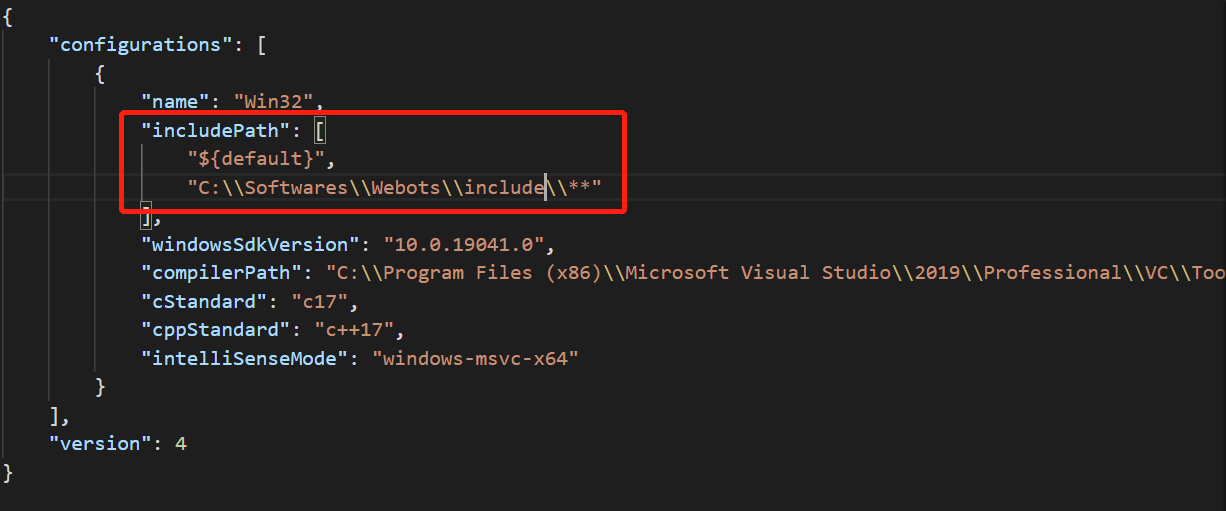 {
    "configurations": [
        {
            "name": "Win32",
            "includePath": [
                "${default}",
                "C:\\Softwares\\Webots\\include\\**"
            ],
            "windowsSdkVersion": "10.0.19041.0",
            "compilerPath": "C:\\Program Files (x86)\\Microsoft Visual Studio\\2019\\Professional\\VC\\Too
            "cStandard": "c17",
            "cppStandard": "c++17",
            "intelliSenseMode": "windows-msvc-x64"
        }
    ],
    "version": 4
}